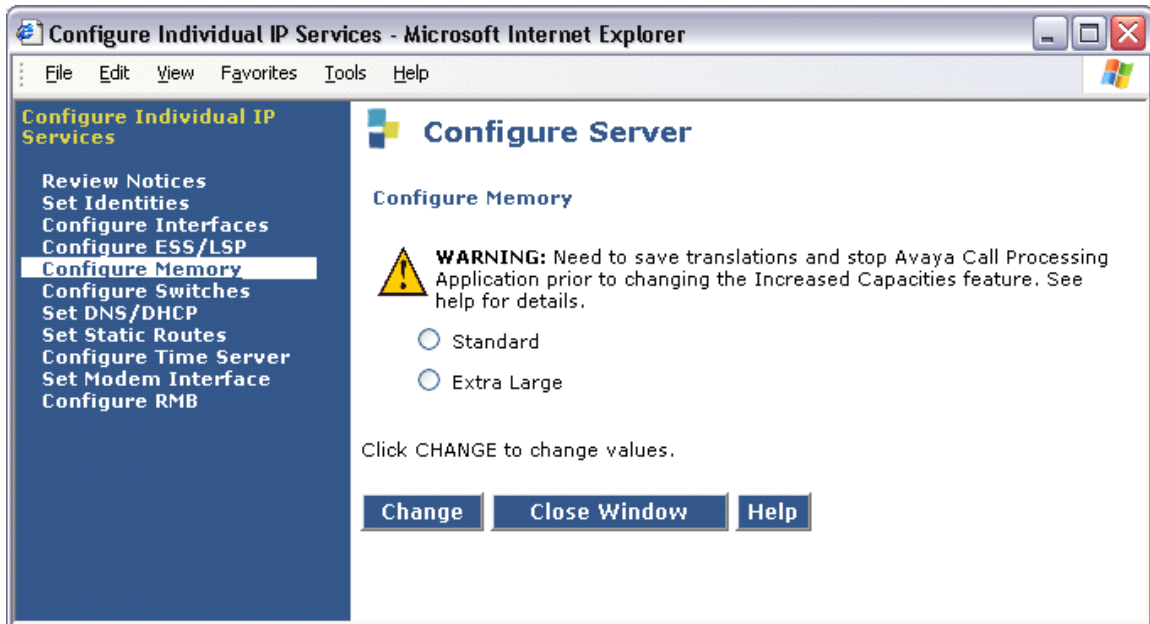 Configure Individual IP Services - Microsoft Internet Explorer
File Edit View Favorites Tools Help
Configure Individual IP
Services
Review Notices
Set Identities
Configure Interfaces
Configure ESS/LSP
Configure Memory
Configure Switches
Set DNS/DHCP
Set Static Routes
Configure Time Server
Set Modem Interface
Configure RMB
Configure Server
Configure Memory
WARNING: Need to save translations and stop Avaya Call Processing
Application prior to changing the Increased Capacities feature. See
help for details.
Standard
Extra Large
Click CHANGE to change values.
Change Close Window Help